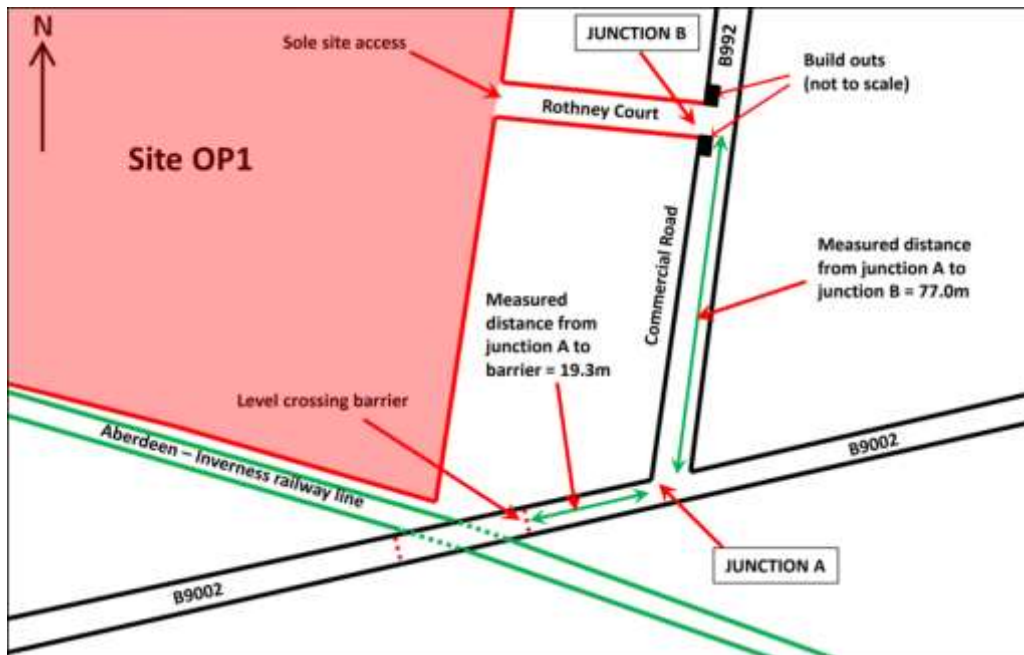 N
Sole site access
JUNCTION B
B992
Build outs
(not to scale)
Rothney Court
Site OP1
Commercial Road
Measured distance
from junction A to
junction B = 77.0m
Measured
distance from
junction A to
barrier = 19.3m
Level crossing barrier
Aberdeen – Inverness railway line
B9002
JUNCTION A
B9002